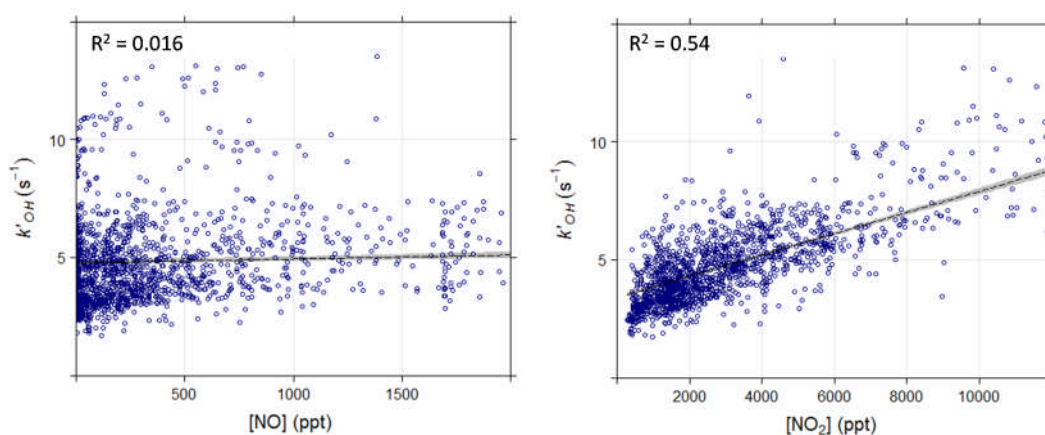 R² = 0.016
10
5
k'OH (s⁻¹)
500
1000
1500
[NO] (ppt)
R² = 0.54
10
5
k'OH (s⁻¹)
2000
4000
6000
8000
10000
[NO₂] (ppt)